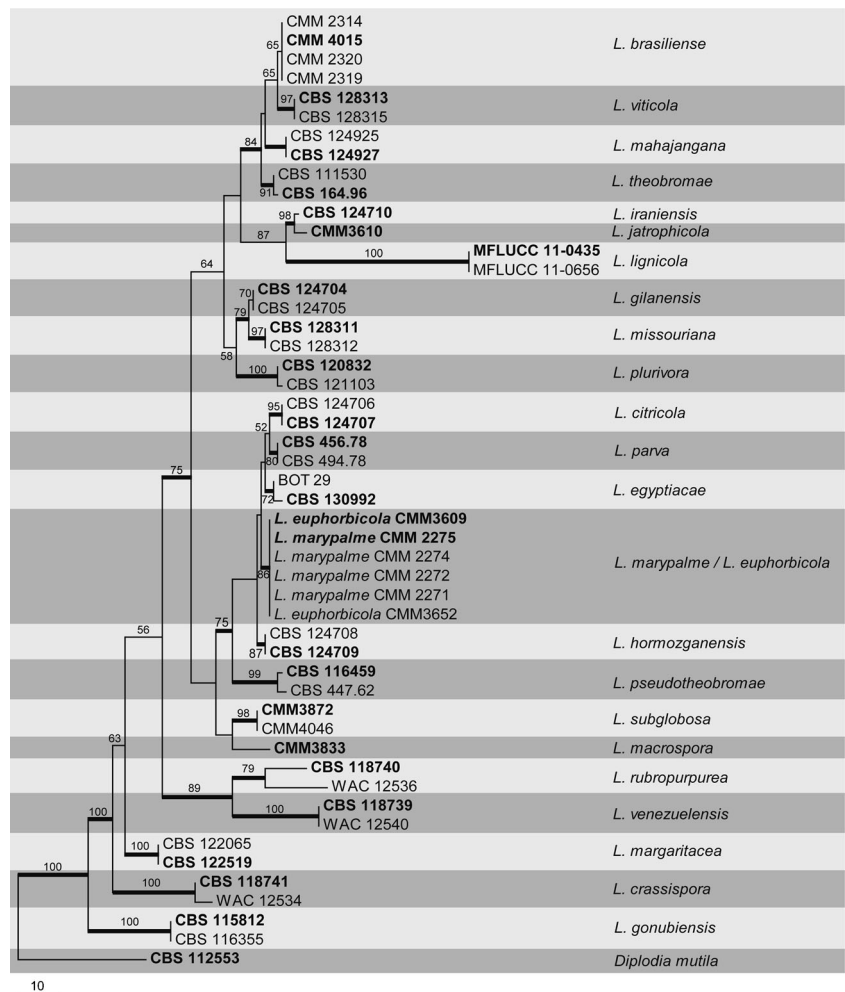 CMM 2314
65 CMM 4015 L. brasiliense
CMM 2320
65 CMM 2319
97 CBS 128313 L. viticola
CBS 128315
84 CBS 124925 L. mahajangana
CBS 124927
CBS 111530 L. theobromae
91 CBS 164.96
98 CBS 124710 L. iraniensis
87 CMM3610 L. jatrophicola
100 MFLUCC 11-0435 L. lignicola
64 MFLUCC 11-0656
70 CBS 124704 L. gilanensis
79 CBS 124705
97 CBS 128311 L. missouriana
58 CBS 128312
100 CBS 120832 L. plurivora
CBS 121103
95 CBS 124706 L. citricola
52 CBS 124707
CBS 456.78 L. parva
80 CBS 494.78
75 BOT 29 L. egyptiacae
72 CBS 130992
L. euphorbicola CMM3609
L. marypalme CMM 2275
L. marypalme CMM 2274 L. marypalme / L. euphorbicola
86 L. marypalme CMM 2272
L. marypalme CMM 2271
L. euphorbicola CMM3652
75 CBS 124708 L. hormozganensis
56 87 CBS 124709
99 CBS 116459 L. pseudotheobromae
CBS 447.62
98 CMM3872 L. subglobosa
CMM4046
63 CMM3833 L. macrospora
79 CBS 118740 L. rubropurpurea
89 WAC 12536
100 CBS 118739 L. venezuelensis
100 WAC 12540
100 CBS 122065 L. margaritacea
100 CBS 122519
100 CBS 118741 L. crassispora
WAC 12534
100 CBS 115812 L. gonubiensis
CBS 116355
CBS 112553 Diplodia mutila
10